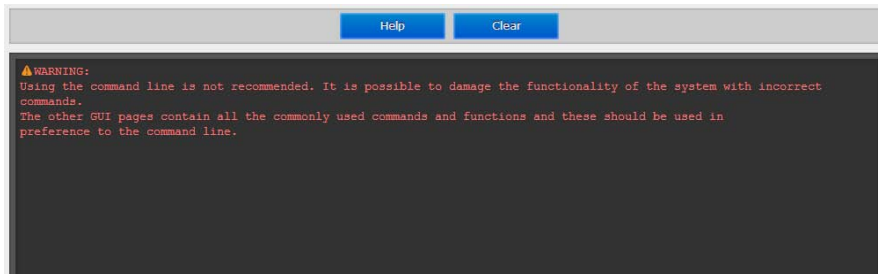 Help Clear
WARNING:
Using the command line is not recommended. It is possible to damage the functionality of the system with incorrect
commands.
The other GUI pages contain all the commonly used commands and functions and these should be used in
preference to the command line.